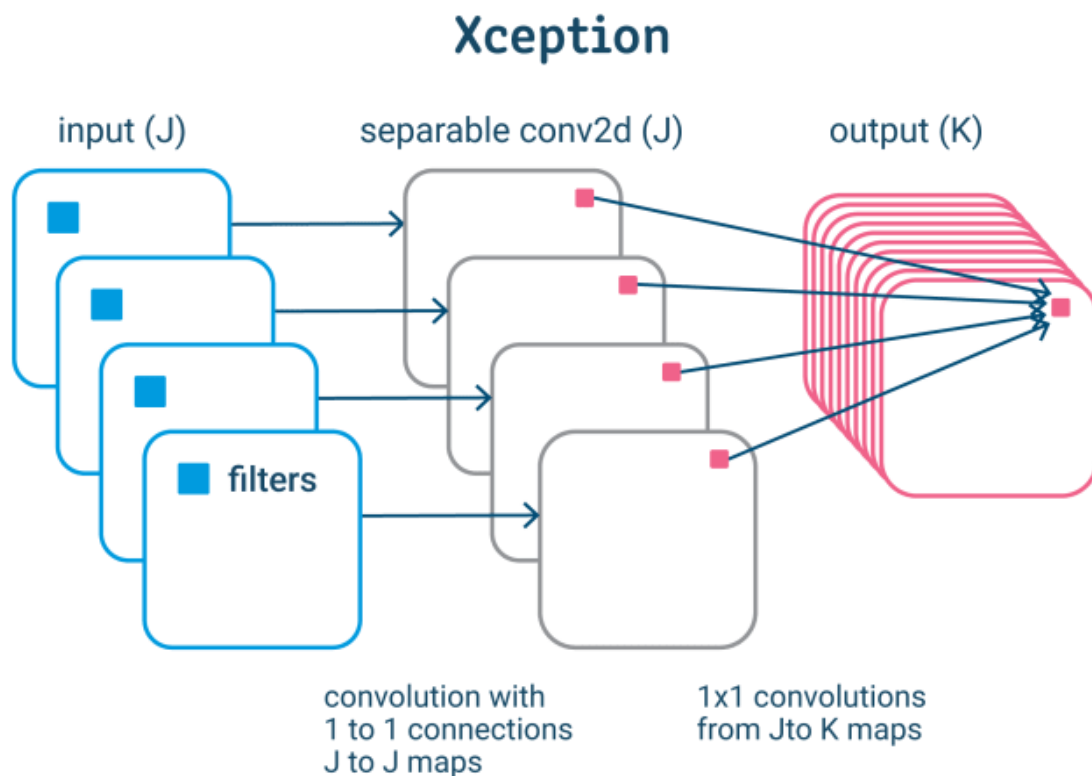 Xception
input (J)
separable conv2d (J)
output (K)
filters
convolution with
1 to 1 connections
J to J maps
1x1 convolutions
from Jto K maps